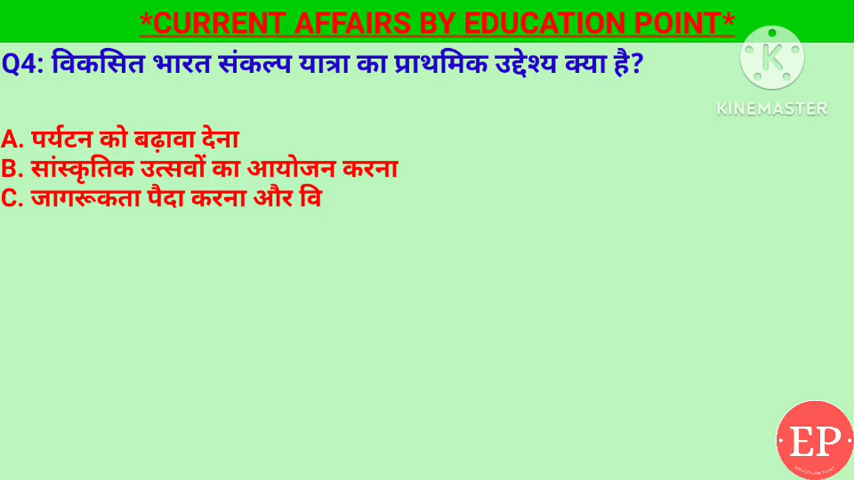 *CURRENT AFFAIRS BY EDUCATION POINT*
Q4: विकसित भारत संकल्प यात्रा का प्राथमिक उद्देश्य क्या है?
KINEMASTER
A. पर्यटन को बढ़ावा देना
B. सांस्कृतिक उत्सवों का आयोजन करना
C. जागरूकता पैदा करना और वि
EP